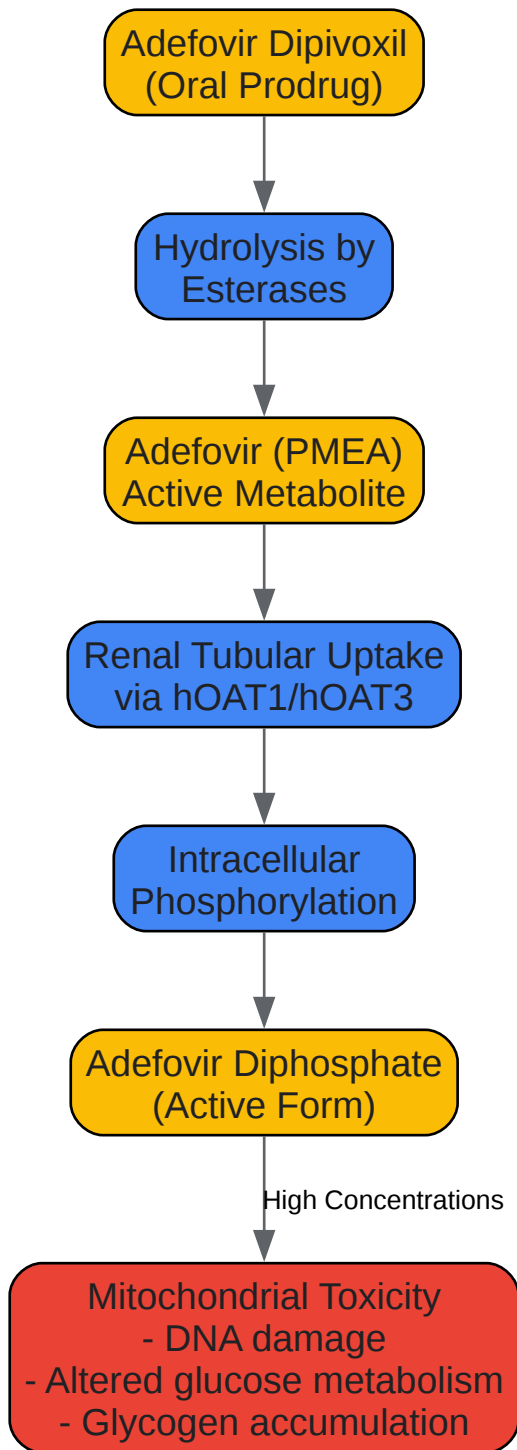 Adefovir Dipivoxil
(Oral Prodrug)
Hydrolysis by
Esterases
Adefovir (PMEA)
Active Metabolite
Renal Tubular Uptake
via hOAT1/hOAT3
Intracellular
Phosphorylation
Adefovir Diphosphate
(Active Form)
High Concentrations
Mitochondrial Toxicity
- DNA damage
- Altered glucose metabolism
- Glycogen accumulation